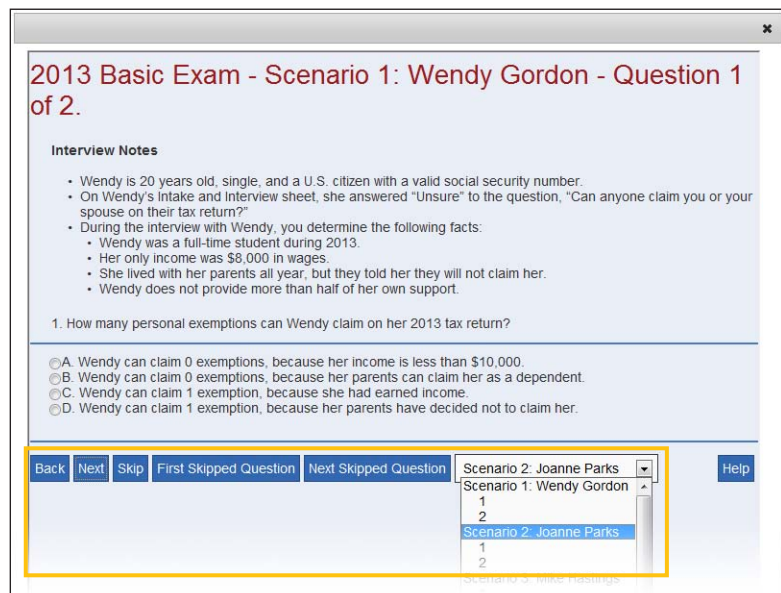 2013 Basic Exam - Scenario 1: Wendy Gordon - Question 1
of 2.
Interview Notes
• Wendy is 20 years old, single, and a U.S. citizen with a valid social security number.
• On Wendy's Intake and Interview sheet, she answered "Unsure" to the question, "Can anyone claim you or your
spouse on their tax return?"
• During the interview with Wendy, you determine the following facts:
• Wendy was a full-time student during 2013.
• Her only income was $8,000 in wages.
• She lived with her parents all year, but they told her they will not claim her.
• Wendy does not provide more than half of her own support.
1. How many personal exemptions can Wendy claim on her 2013 tax return?
A. Wendy can claim 0 exemptions, because her income is less than $10,000.
B. Wendy can claim 0 exemptions, because her parents can claim her as a dependent.
C. Wendy can claim 1 exemption, because she had earned income.
D. Wendy can claim 1 exemption, because her parents have decided not to claim her.
Back Next Skip First Skipped Question Next Skipped Question Scenario 2: Joanne Parks Help
Scenario 1: Wendy Gordon
1
2
Scenario 2: Joanne Parks
1
2
Scenario 3: Mike Hastings